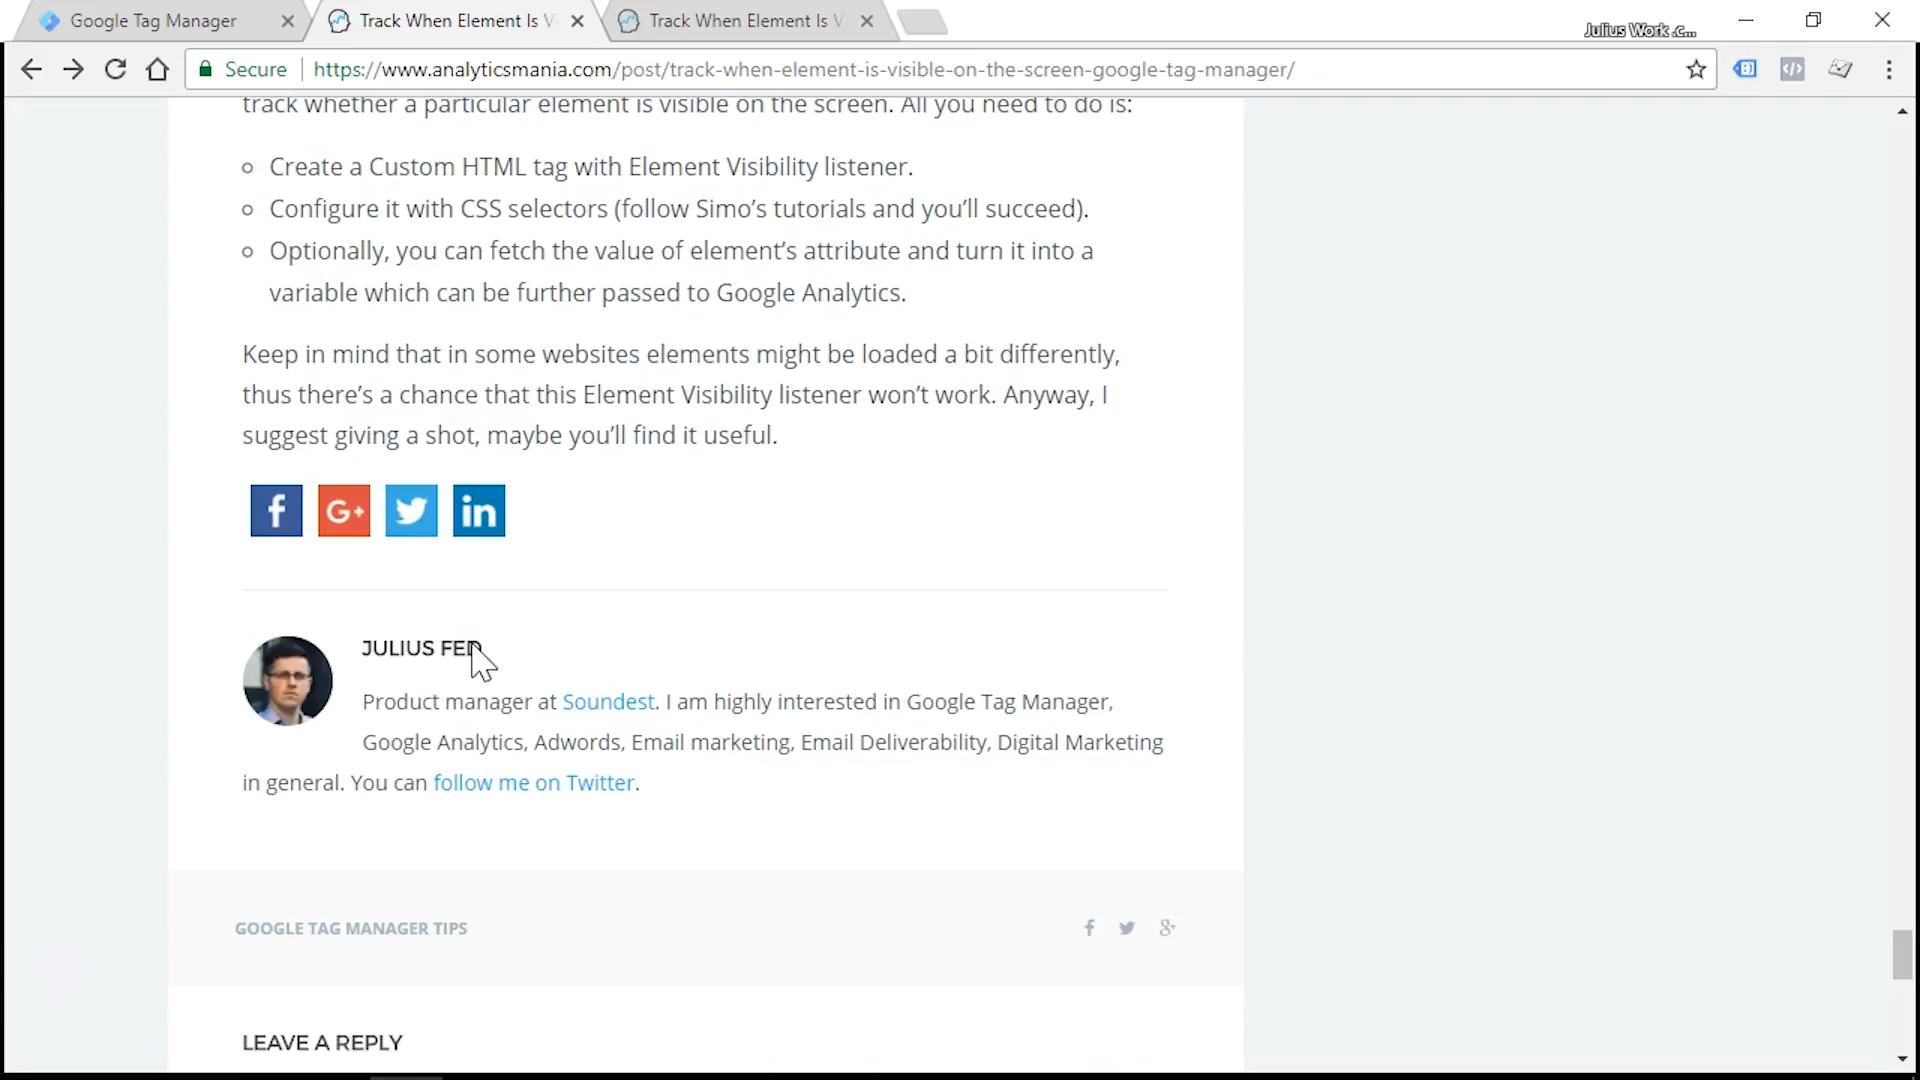 Google Tag Manager
Track When Element Is V
Track When Element Is V
Julius Work .c...
Secure
https://www.analyticsmania.com/post/track-when-element-is-visible-on-the-screen-google-tag-manager/
track whether a particular element is visible on the screen. All you need to do is:
Create a Custom HTML tag with Element Visibility listener.
Configure it with CSS selectors (follow Simo’s tutorials and you’ll succeed).
Optionally, you can fetch the value of element’s attribute and turn it into a
variable which can be further passed to Google Analytics.
Keep in mind that in some websites elements might be loaded a bit differently,
thus there’s a chance that this Element Visibility listener won’t work. Anyway, I
suggest giving a shot, maybe you’ll find it useful.
f G+ in
JULIUS FED
Product manager at Soundest. I am highly interested in Google Tag Manager,
Google Analytics, Adwords, Email marketing, Email Deliverability, Digital Marketing
in general. You can follow me on Twitter.
GOOGLE TAG MANAGER TIPS
f g+
LEAVE A REPLY